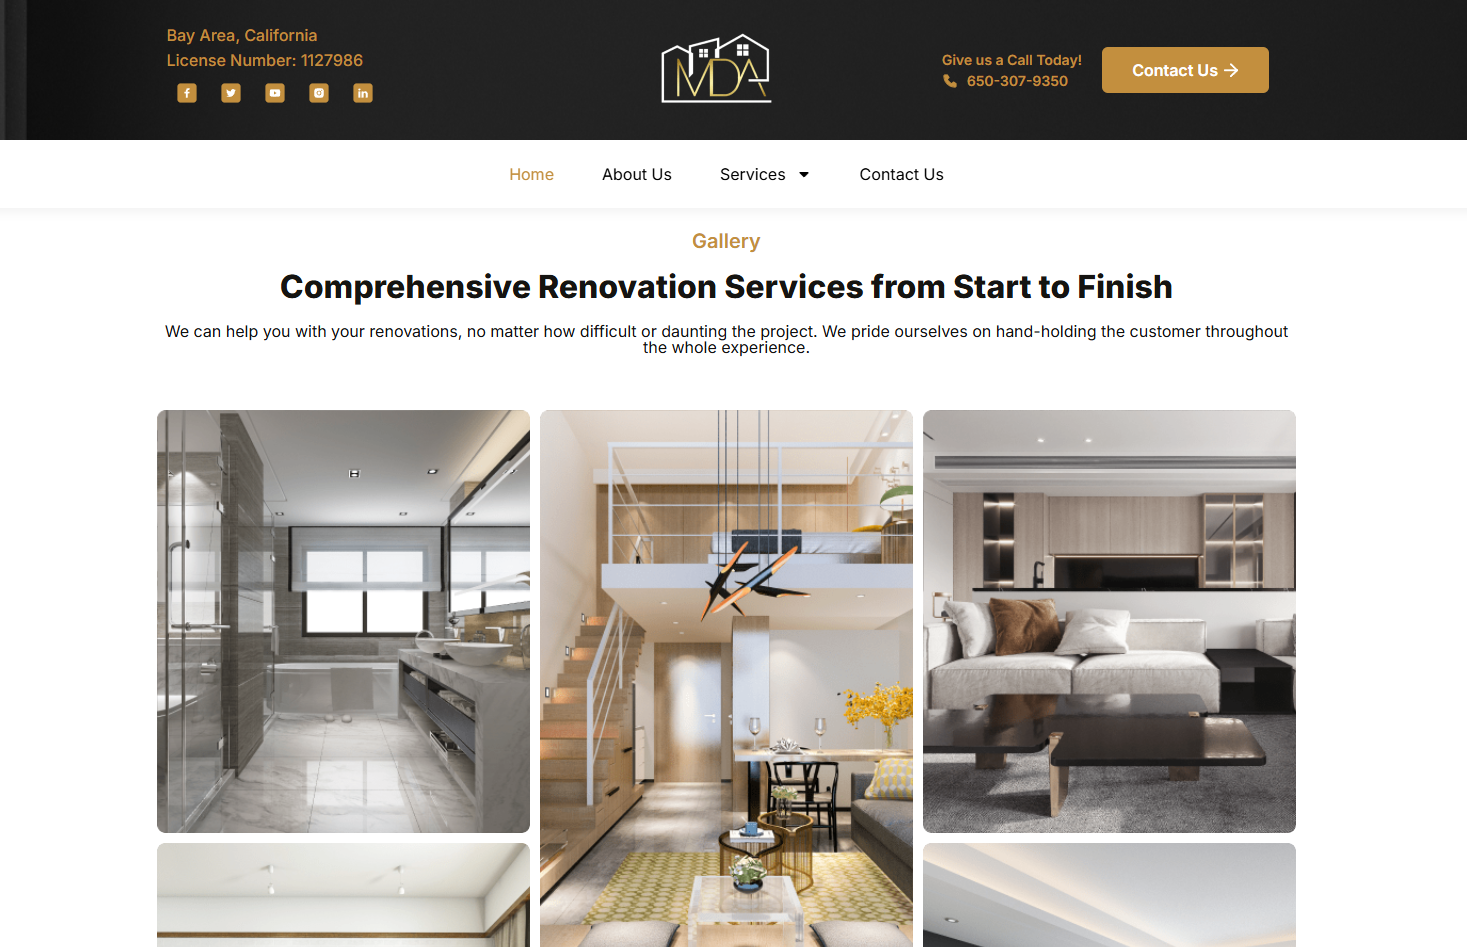 Bay Area, California
License Number: 1127986
MDA
Give us a Call Today!
650-307-9350
Contact Us
Home
About Us
Services
Contact Us
Gallery
Comprehensive Renovation Services from Start to Finish
We can help you with your renovations, no matter how difficult or daunting the project. We pride ourselves on hand-holding the customer throughout
the whole experience.